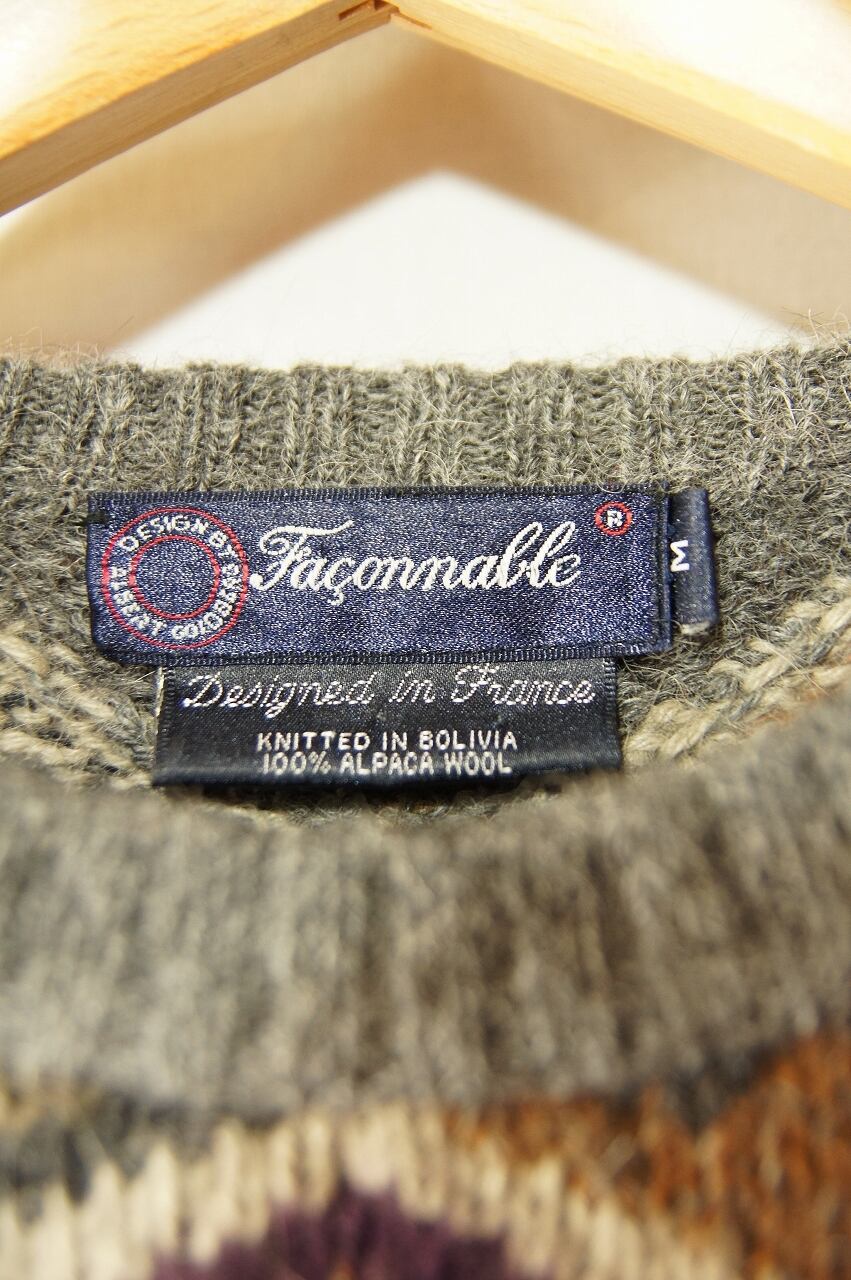 DESIGN BY
ALBERT GOLDBERG
Façonnable
R
M
Designed in France
KNITTED IN BOLIVIA
100% ALPACA WOOL